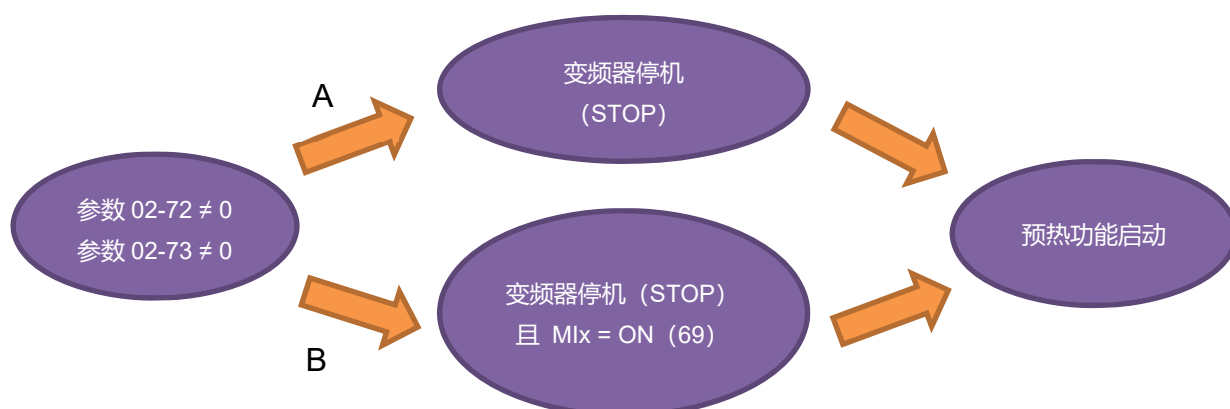 A
变频器停机
（STOP）
参数 02-72 ≠ 0
参数 02-73 ≠ 0
预热功能启动
变频器停机（STOP）
且 MIx = ON（69）
B